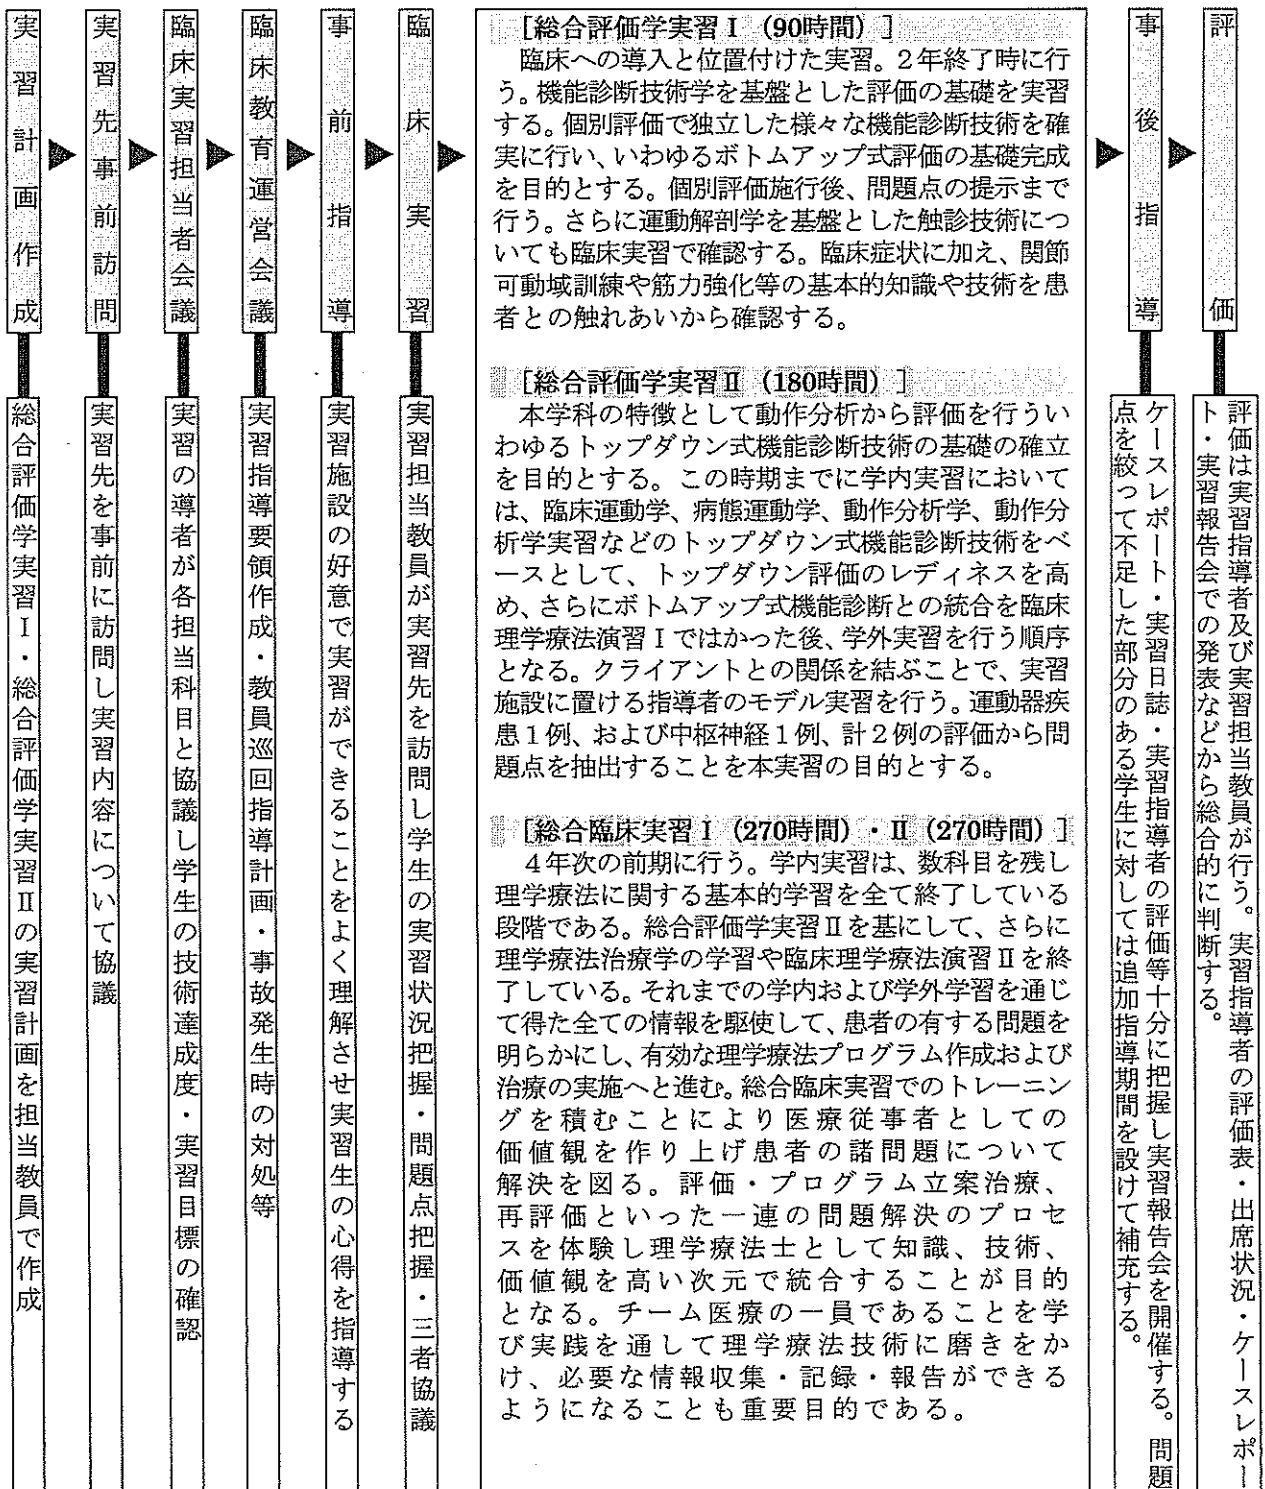 実習計画作成
総合評価学実習Ⅰ・総合評価学実習Ⅱの実習計画を担当教員で作成
実習先事前訪問
実習先を事前に訪問し実習内容について協議
臨床実習担当者会議
実習の導者が各担当科目と協議し学生の技術達成度・実習目標の確認
臨床教育運営会議
実習指導要領作成・教員巡回指導計画・事故発生時の対処等
事前指導
実習施設の好意で実習ができることをよく理解させ実習生の心得を指導する
臨床実習
実習担当教員が実習先を訪問し学生の実習状況把握・問題点把握・三者協議
［総合評価学実習Ⅰ（90時間）］
臨床への導入と位置付けた実習。2年終了時に行
う。機能診断技術学を基盤とした評価の基礎を実習
する。個別評価で独立した様々な機能診断技術を確
実に行い、いわゆるボトムアップ式評価の基礎完成
を目的とする。個別評価施行後、問題点の提示まで
行う。さらに運動解剖学を基盤とした触診技術につ
いても臨床実習で確認する。臨床症状に加え、関節
可動域訓練や筋力強化等の基本的知識や技術を患
者との触れあいから確認する。
［総合評価学実習Ⅱ（180時間）］
本学科の特徴として動作分析から評価を行うい
わゆるトップダウン式機能診断技術の基礎の確立
を目的とする。この時期までに学内実習において
は、臨床運動学、病態運動学、動作分析学、動作分
析学実習などのトップダウン式機能診断技術をベ
ースとして、トップダウン評価のレディネスを高
め、さらにボトムアップ式機能診断との統合を臨床
理学療法演習Ⅰではかった後、学外実習を行う順序
となる。クライアントとの関係を結ぶことで、実習
施設に置ける指導者のモデル実習を行う。運動器疾
患1例、および中枢神経1例、計2例の評価から問
題点を抽出することを本実習の目的とする。
［総合臨床実習Ⅰ（270時間）・Ⅱ（270時間）］
4年次の前期に行う。学内実習は、数科目を残し
理学療法に関する基本的学習を全て終了している
段階である。総合評価学実習Ⅱを基にして、さらに
理学療法治療学の学習や臨床理学療法演習Ⅱを終
了している。それまでの学内および学外学習を通じ
て得た全ての情報を駆使して、患者の有する問題を
明らかにし、有効な理学療法プログラム作成および
治療の実施へと進む。総合臨床実習でのトレーニン
グを積むことにより医療従事者としての
価値観を作り上げ患者の諸問題について
解決を図る。評価・プログラム立案治療、
再評価といった一連の問題解決のプロセ
スを体験し理学療法士として知識、技術、
価値観を高い次元で統合することが目的
となる。チーム医療の一員であることを学
び実践を通して理学療法技術に磨きをか
け、必要な情報収集・記録・報告ができる
ようになることも重要目的である。
事後指導
ケースレポート・実習日誌・実習指導者の評価等十分に把握し実習報告会を開催する。問題
点を絞って不足した部分のある学生に対しては追加指導期間を設けて補充する。
評価
評価は実習指導者及び実習担当教員が行う。実習指導者の評価表・出席状況・ケースレポー
ト・実習報告会での発表などから総合的に判断する。